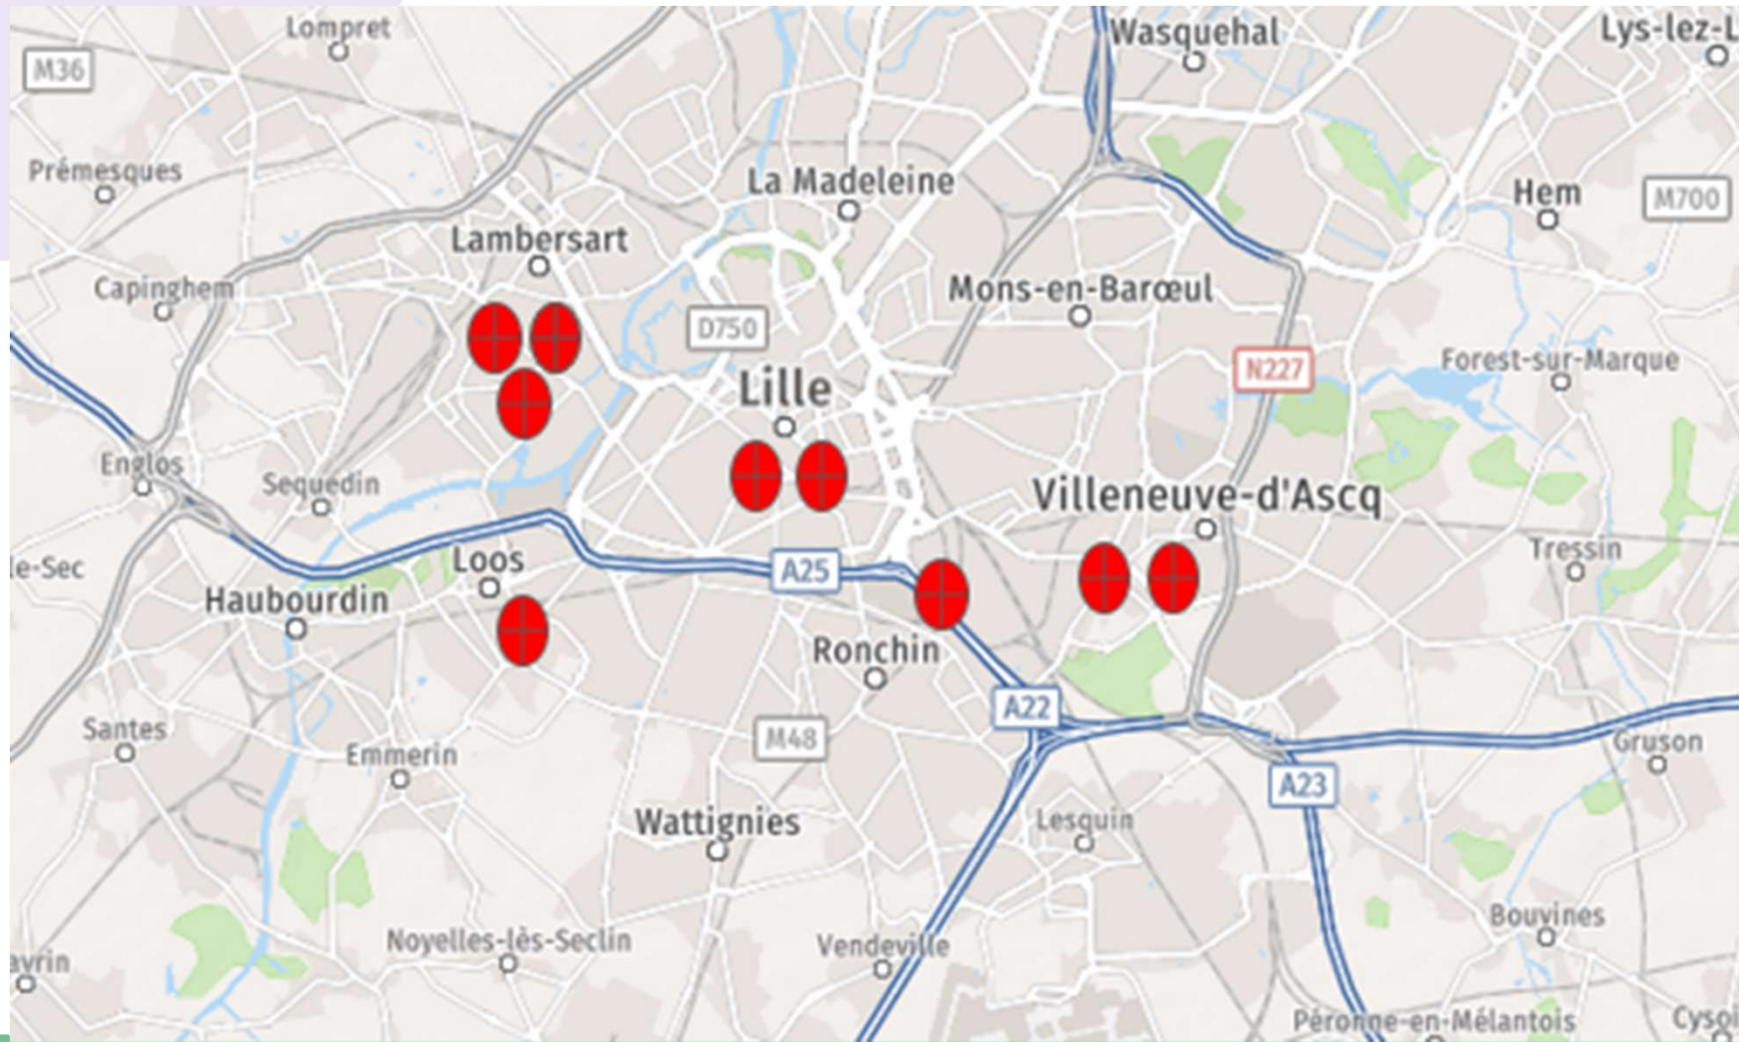 Lompret
Wasquehal
Lys-lez-L
M36
Prémesques
La Madeleine
Hem
M700
Lambersart
Capinghem
Mons-en-Barœul
D750
N227
Forest-sur-Marque
Lille
Englos
Sequedin
Villeneuve-d'Ascq
Tressin
le-Sec
Loos
A25
Haubourdin
Ronchin
A22
Santes
M48
Emmerin
Gruson
A23
Wattignies
Lesquin
Bouvines
Noyelles-lès-Seclin
Vendeville
avrin
Péronne-en-Mélantois
Cysoi